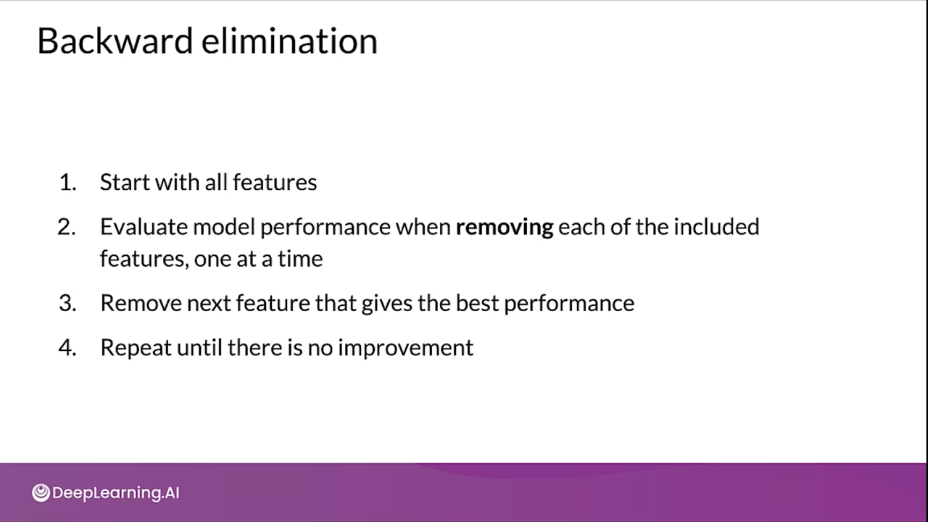 Backward elimination
1. Start with all features
2. Evaluate model performance when removing each of the included
features, one at a time
3. Remove next feature that gives the best performance
4. Repeat until there is no improvement
DeepLearning.AI